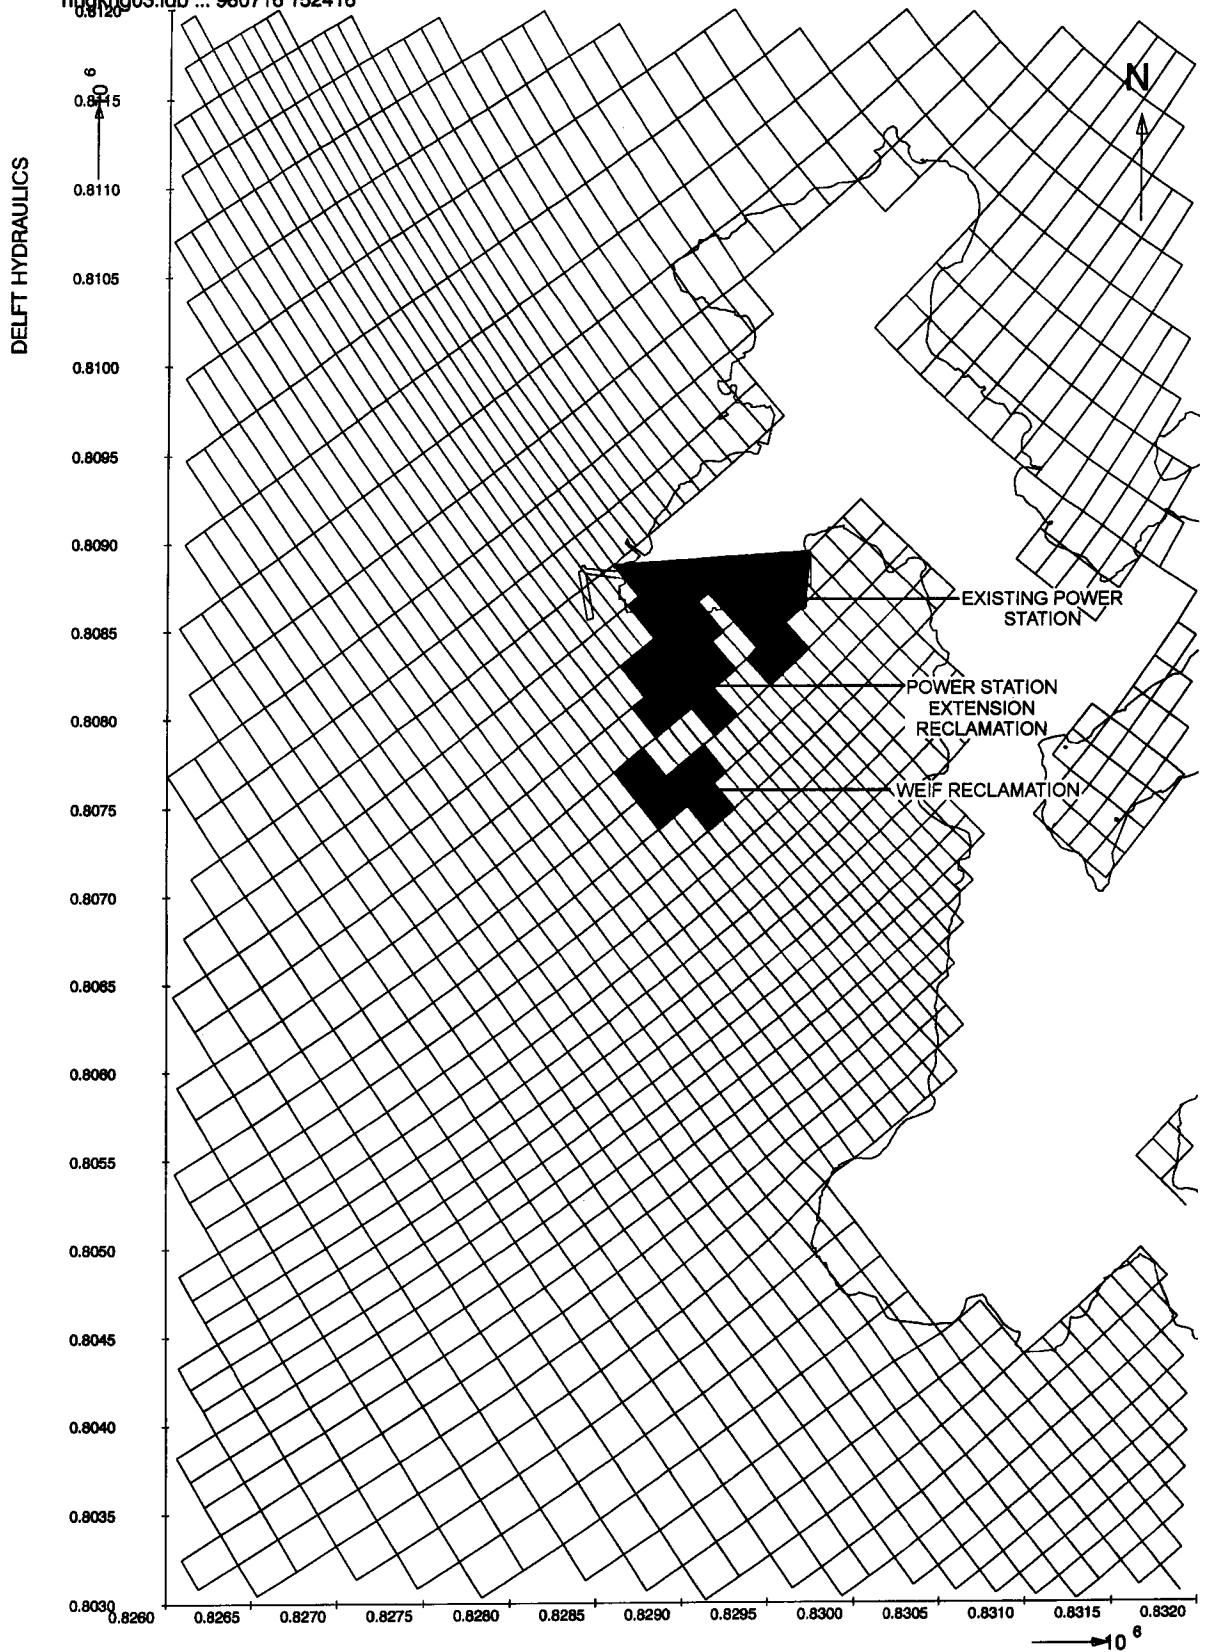 0.8120
DELFT HYDRAULICS
10 6
0.8115
0.8110
0.8105
0.8100
0.8095
0.8090
0.8085
0.8080
0.8075
0.8070
0.8065
0.8060
0.8055
0.8050
0.8045
0.8040
0.8035
0.8030
N
EXISTING POWER
STATION
POWER STATION
EXTENSION
RECLAMATION
WEIF RECLAMATION
0.8260 0.8265 0.8270 0.8275 0.8280 0.8285 0.8290 0.8295 0.8300 0.8305 0.8310 0.8315 0.8320
10 6